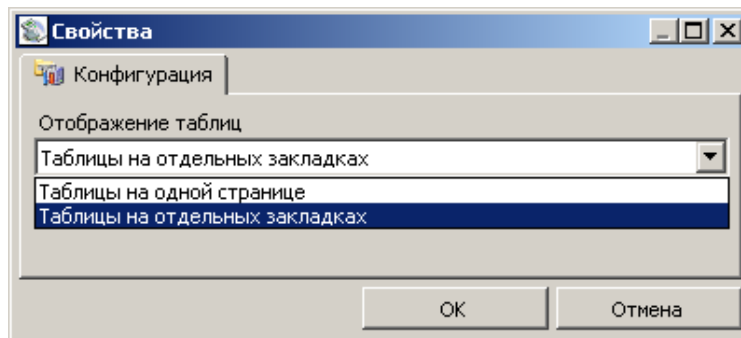 Свойства
Конфигурация
Отображение таблиц
Таблицы на отдельных закладках
Таблицы на одной странице
Таблицы на отдельных закладках
OK
Отмена